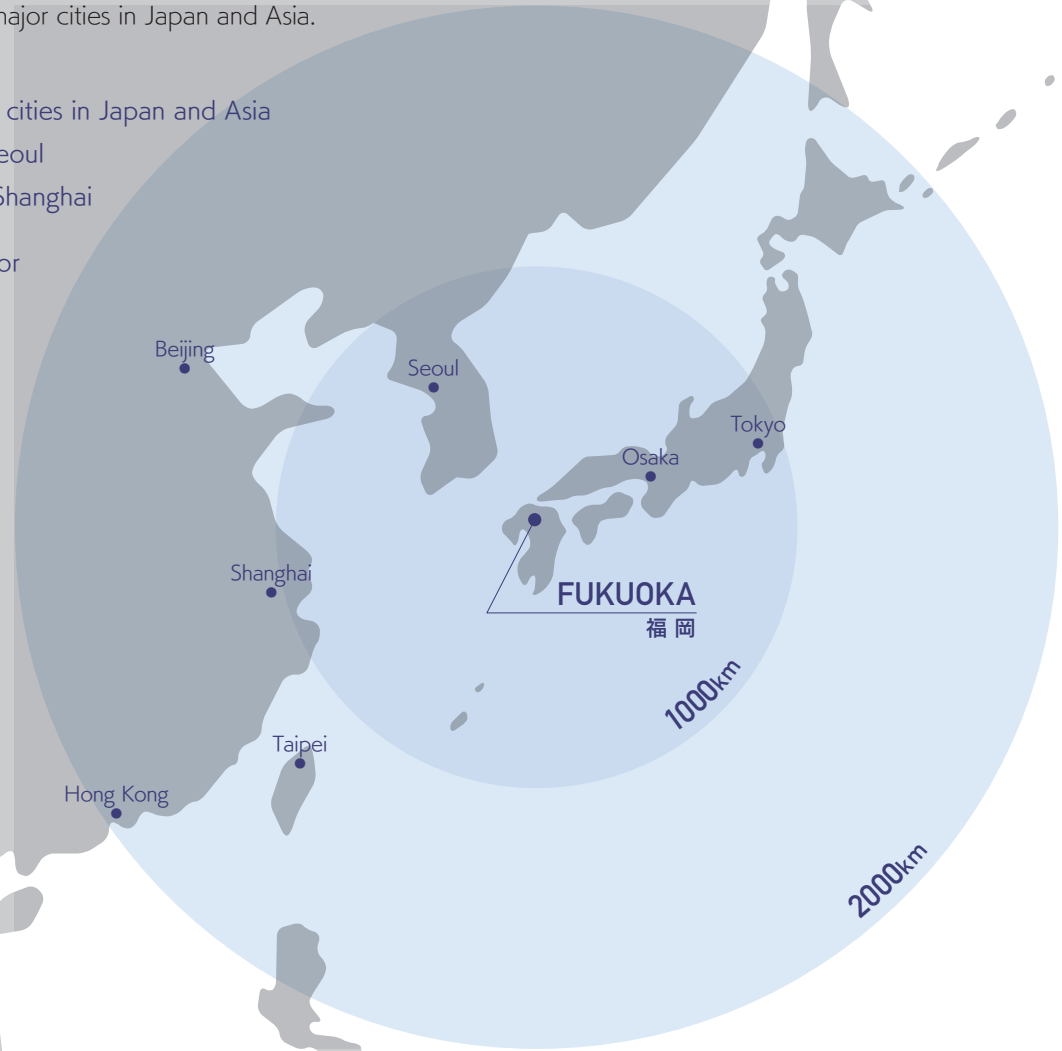 major cities in Japan and Asia.
cities in Japan and Asia
Seoul
Shanghai
or
Beijing
Seoul
Tokyo
Osaka
Shanghai
FUKUOKA
福岡
1000km
Taipei
Hong Kong
2000km